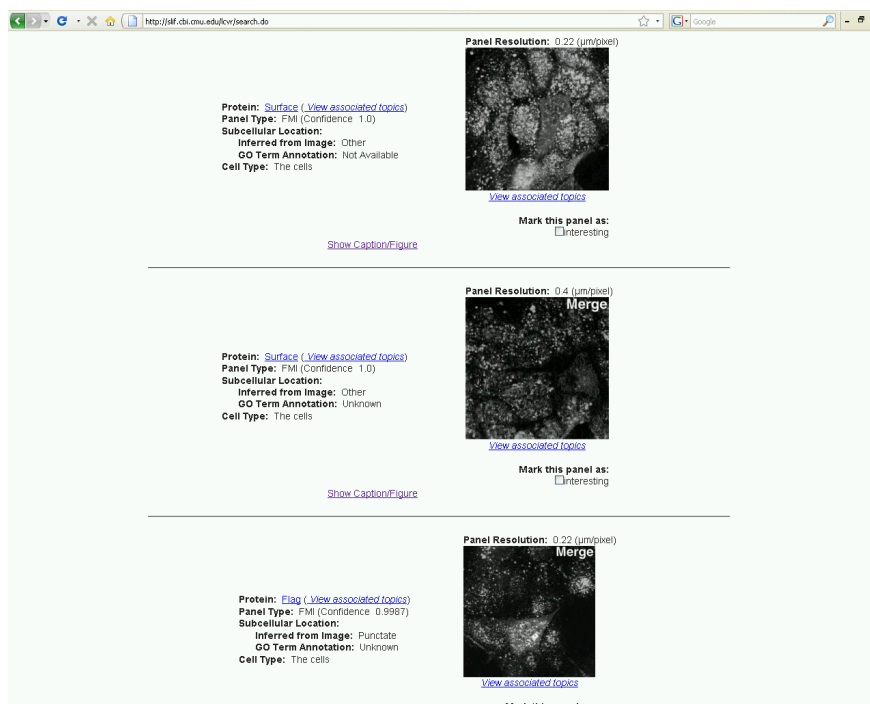 http://slif.cbi.cmu.edu/lcvr/search.do
Google
Panel Resolution: 0.22 (µm/pixel)
Protein: Surface ( View associated topics)
Panel Type: FMI (Confidence 1.0)
Subcellular Location:
Inferred from Image: Other
GO Term Annotation: Not Available
Cell Type: The cells
View associated topics
Mark this panel as:
interesting
Show Caption/Figure
Panel Resolution: 0.4 (µm/pixel)
Merge
Protein: Surface ( View associated topics)
Panel Type: FMI (Confidence 1.0)
Subcellular Location:
Inferred from Image: Other
GO Term Annotation: Unknown
Cell Type: The cells
View associated topics
Mark this panel as:
interesting
Show Caption/Figure
Panel Resolution: 0.22 (µm/pixel)
Merge
Protein: Flag ( View associated topics)
Panel Type: FMI (Confidence 0.9987)
Subcellular Location:
Inferred from Image: Punctate
GO Term Annotation: Unknown
Cell Type: The cells
View associated topics